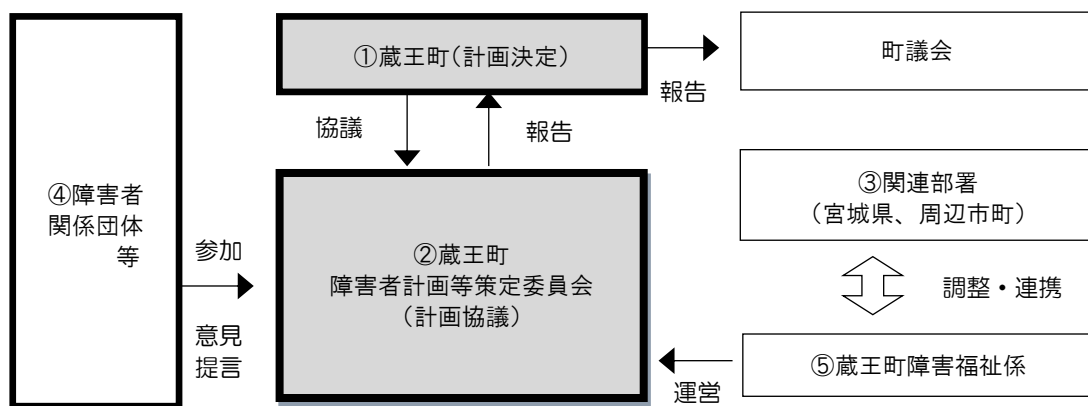 ①蔵王町（計画決定）
町議会
報告
協議
報告
④障害者
関係団体
等
③関連部署
（宮城県、周辺市町）
参加
②蔵王町
障害者計画等策定委員会
（計画協議）
調整・連携
意見
提言
⑤蔵王町障害福祉係
運営